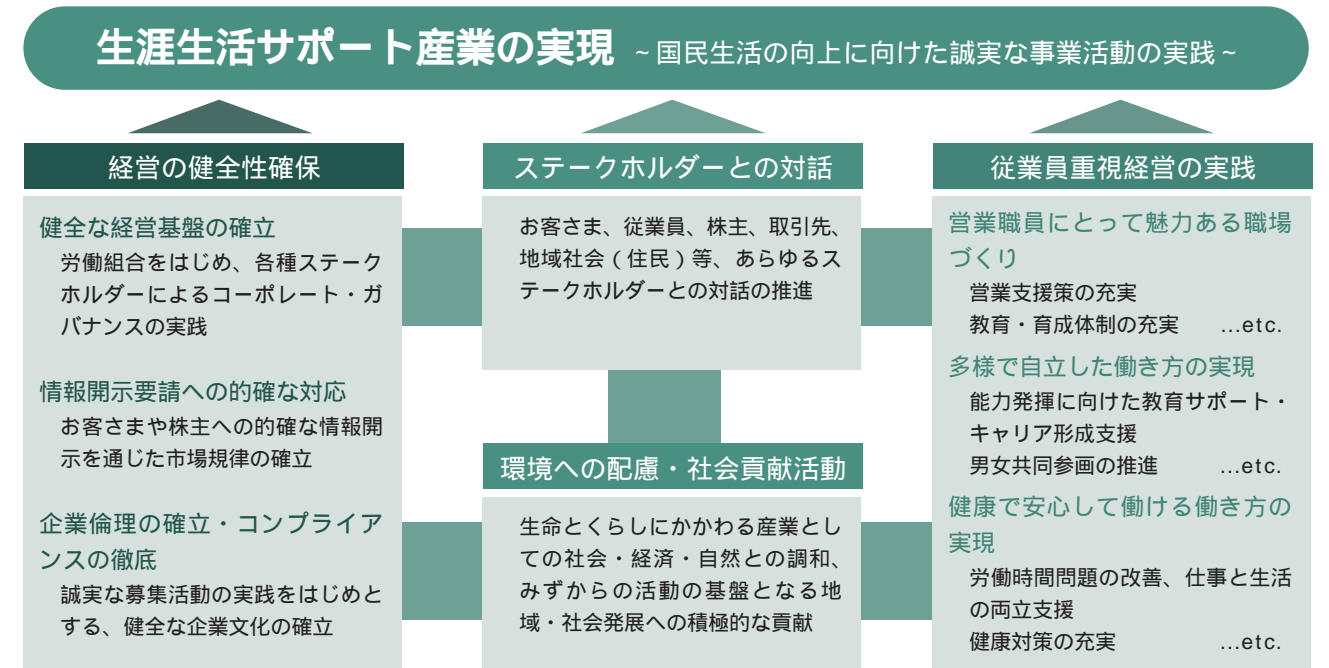 生涯生活サポート産業の実現 ~国民生活の向上に向けた誠実な事業活動の実践~
経営の健全性確保
健全な経営基盤の確立
労働組合をはじめ、各種ステーク
ホルダーによるコーポレート・ガ
バナンスの実践
情報開示要請への的確な対応
お客さまや株主への的確な情報開
示を通じた市場規律の確立
企業倫理の確立・コンプライア
ンスの徹底
誠実な募集活動の実践をはじめと
する、健全な企業文化の確立
ステークホルダーとの対話
お客さま、従業員、株主、取引先、
地域社会(住民)等、あらゆるス
テークホルダーとの対話の推進
環境への配慮・社会貢献活動
生命とくらしにかかわる産業とし
ての社会・経済・自然との調和、
みずからの活動の基盤となる地
域・社会発展への積極的な貢献
従業員重視経営の実践
営業職員にとって魅力ある職場
づくり
営業支援策の充実
教育・育成体制の充実 …etc.
多様で自立した働き方の実現
能力発揮に向けた教育サポート・
キャリア形成支援
男女共同参画の推進 …etc.
健康で安心して働ける働き方の
実現
労働時間問題の改善、仕事と生活
の両立支援
健康対策の充実 …etc.